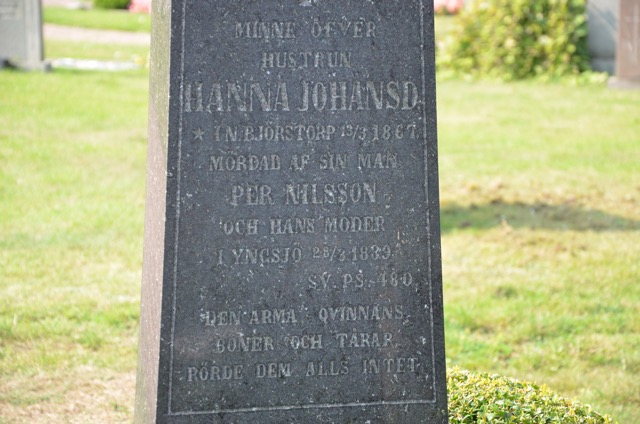 MINNE ÖFVER
HUSTRUN
HANNA JOHANSD.
* I N. BJÖRSTORP 19/3 1867.
MÖRDAD AF SIN MAN
PER NILSSON
OCH HANS MODER
I YNGSJÖ 28/3 1889.
SV. PS. 480.
DEN ARMA QVINNANS
BÖNER OCH TÅRAR
RÖRDE DEM ALLS INTET.